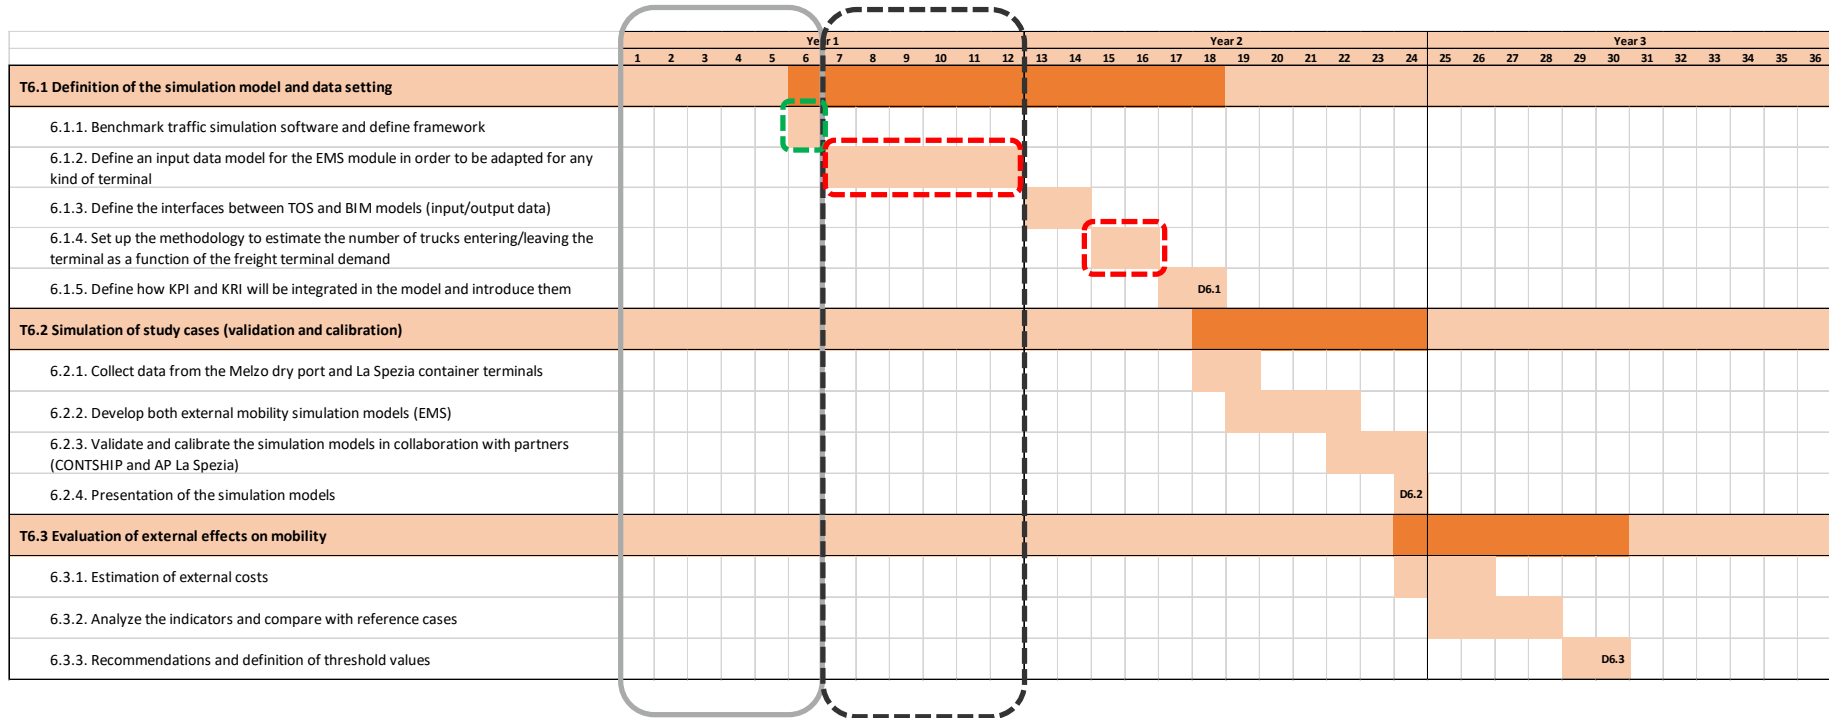 Year 1 Year 2 Year 3
1 2 3 4 5 6 7 8 9 10 11 12 13 14 15 16 17 18 19 20 21 22 23 24 25 26 27 28 29 30 31 32 33 34 35 36
T6.1 Definition of the simulation model and data setting
6.1.1. Benchmark traffic simulation software and define framework
6.1.2. Define an input data model for the EMS module in order to be adapted for any
kind of terminal
6.1.3. Define the interfaces between TOS and BIM models (input/output data)
6.1.4. Set up the methodology to estimate the number of trucks entering/leaving the
terminal as a function of the freight terminal demand
6.1.5. Define how KPI and KRI will be integrated in the model and introduce them D6.1
T6.2 Simulation of study cases (validation and calibration)
6.2.1. Collect data from the Melzo dry port and La Spezia container terminals
6.2.2. Develop both external mobility simulation models (EMS)
6.2.3. Validate and calibrate the simulation models in collaboration with partners
(CONTSHIP and AP La Spezia)
6.2.4. Presentation of the simulation models D6.2
T6.3 Evaluation of external effects on mobility
6.3.1. Estimation of external costs
6.3.2. Analyze the indicators and compare with reference cases
6.3.3. Recommendations and definition of threshold values D6.3